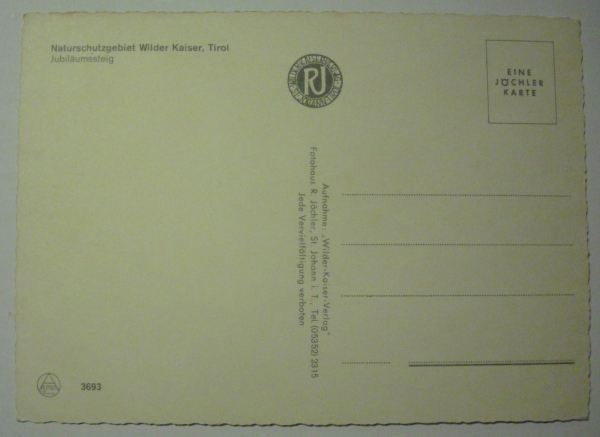 Naturschutzgebiet Wilder Kaiser, Tirol
Jubiläumssteig
RJ
EINE
JÖCHLER
KARTE
Aufnahme: „Wilder-Kaiser-Verlag"
Fotohaus R. Jöchler, St. Johann i. T., Tel. (05352) 2315
Jede Vervielfältigung verboten
3693